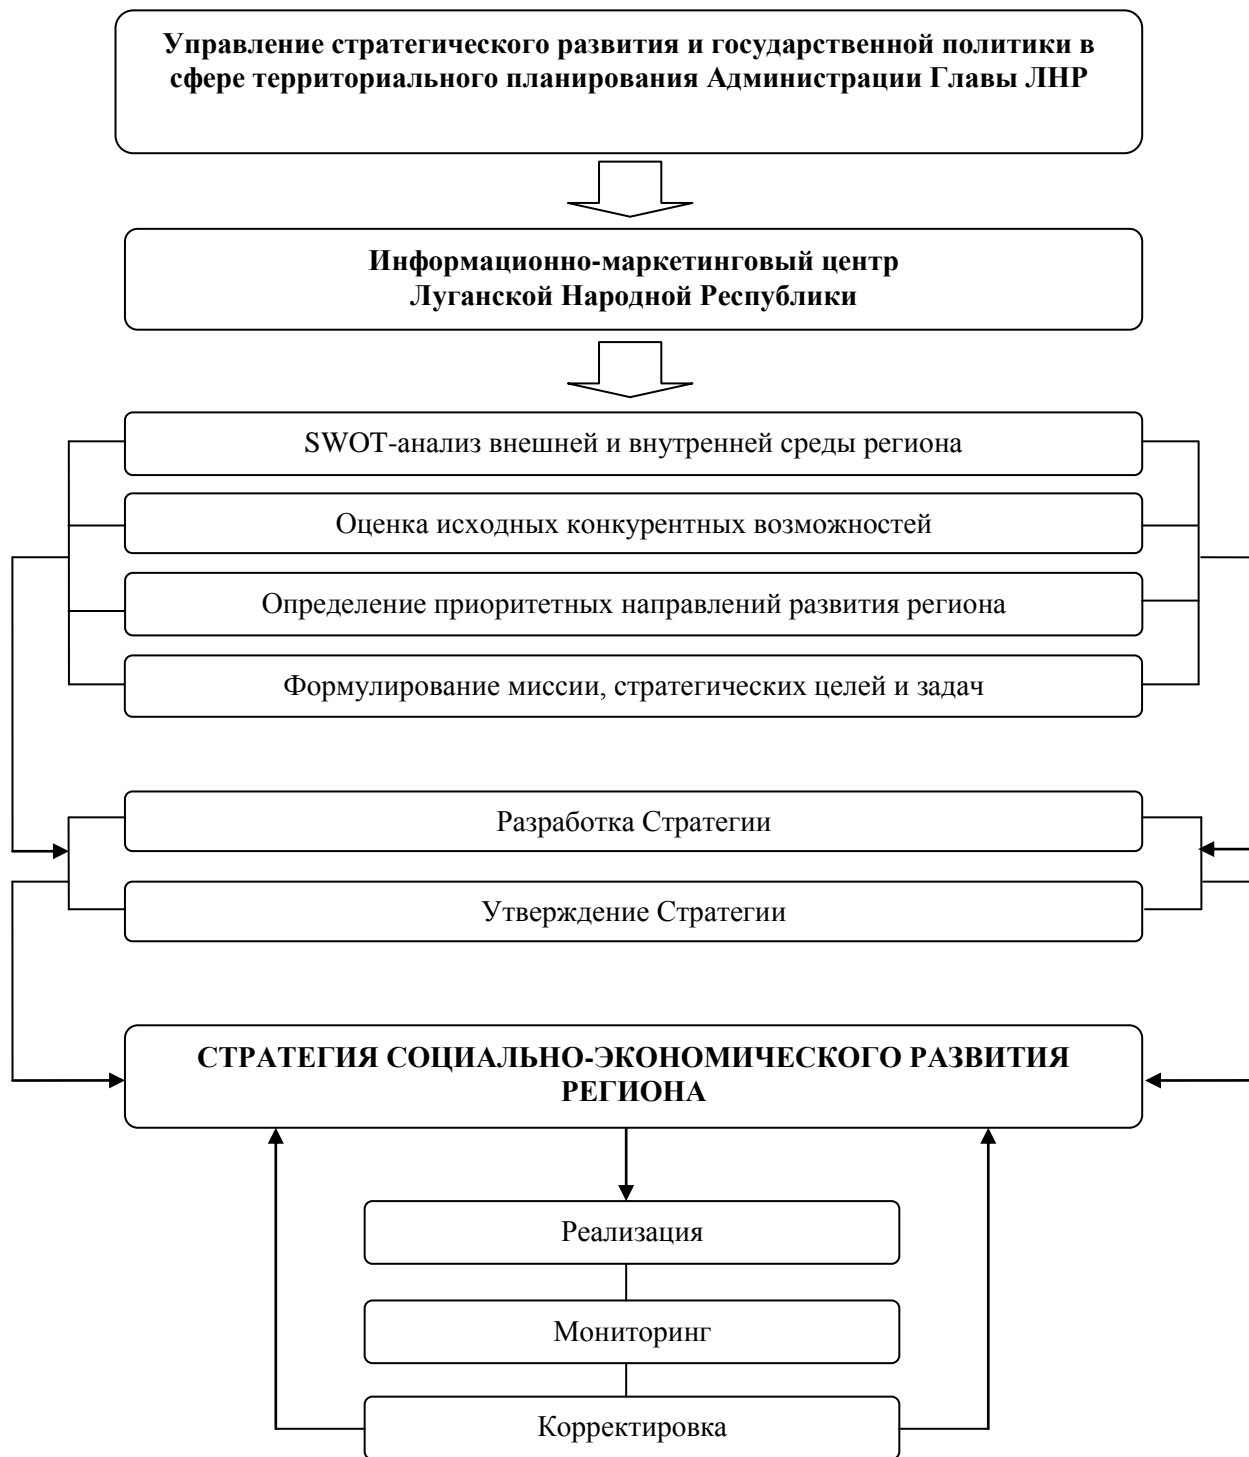 Управление стратегического развития и государственной политики в
сфере территориального планирования Администрации Главы ЛНР
Информационно-маркетинговый центр
Луганской Народной Республики
SWOT-анализ внешней и внутренней среды региона
Оценка исходных конкурентных возможностей
Определение приоритетных направлений развития региона
Формулирование миссии, стратегических целей и задач
Разработка Стратегии
Утверждение Стратегии
СТРАТЕГИЯ СОЦИАЛЬНО-ЭКОНОМИЧЕСКОГО РАЗВИТИЯ
РЕГИОНА
Реализация
Мониторинг
Корректировка